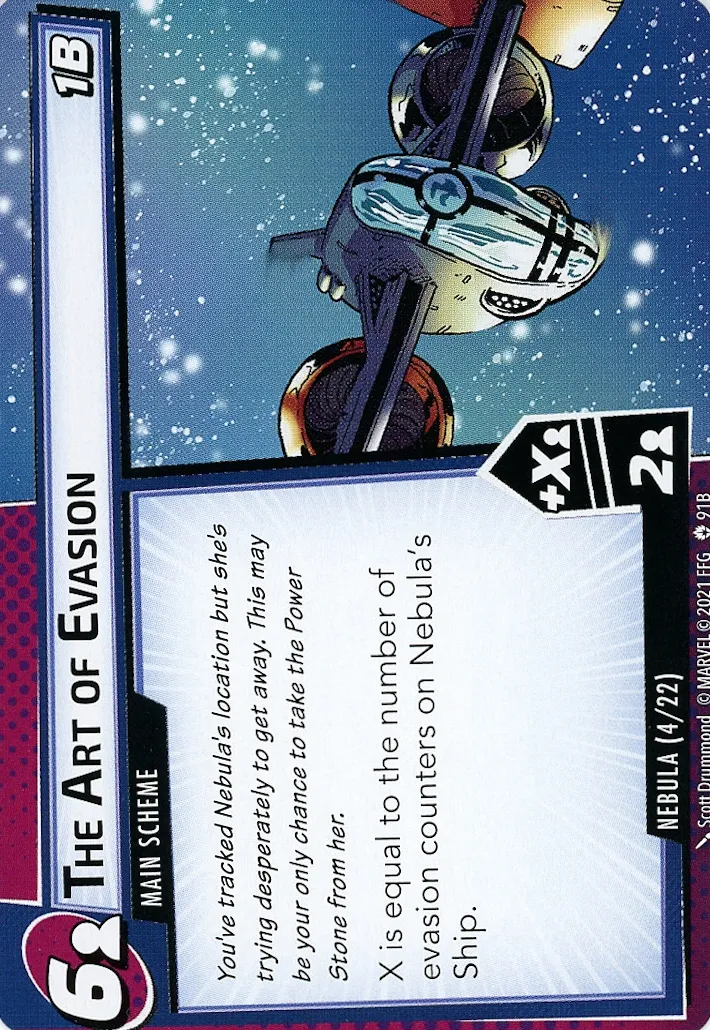 6
THE ART OF EVASION
1B
MAIN SCHEME
You've tracked Nebula's location but she's
trying desperately to get away. This may
be your only chance to take the Power
Stone from her.
X is equal to the number of
evasion counters on Nebula's
Ship.
+X
2
NEBULA (4/22)
Scott Drummond © MARVEL © 2021 FFG 91B